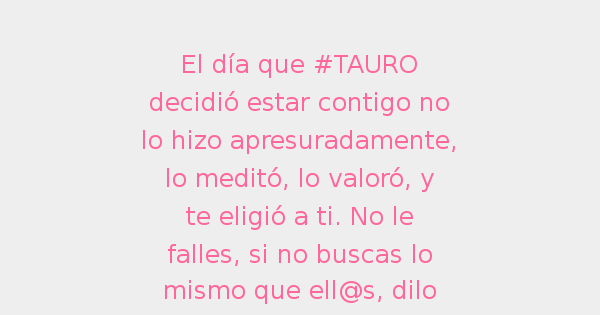 El día que #TAURO
decidió estar contigo no
lo hizo apresuradamente,
lo meditó, lo valoró, y
te eligió a ti. No le
falles, si no buscas lo
mismo que ell@s, dilo